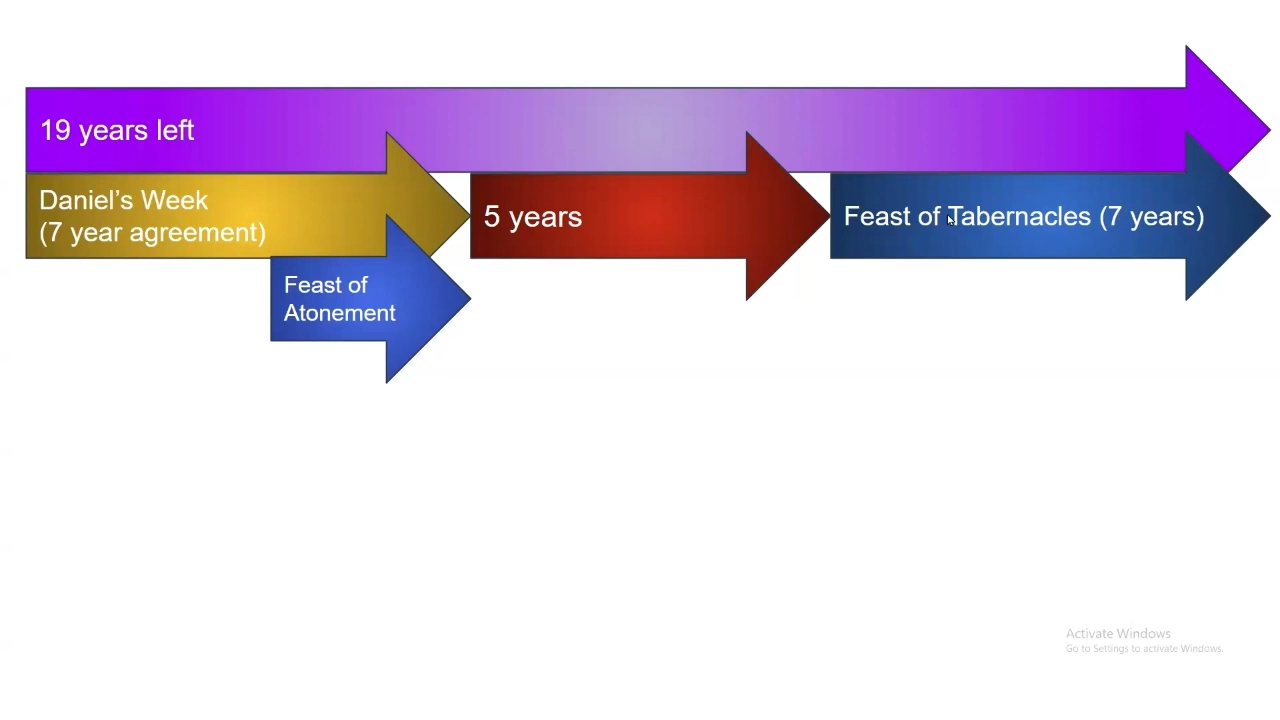 19 years left
Daniel’s Week
(7 year agreement)
5 years
Feast of Tabernacles (7 years)
Feast of
Atonement
Activate Windows
Go to Settings to activate Windows.